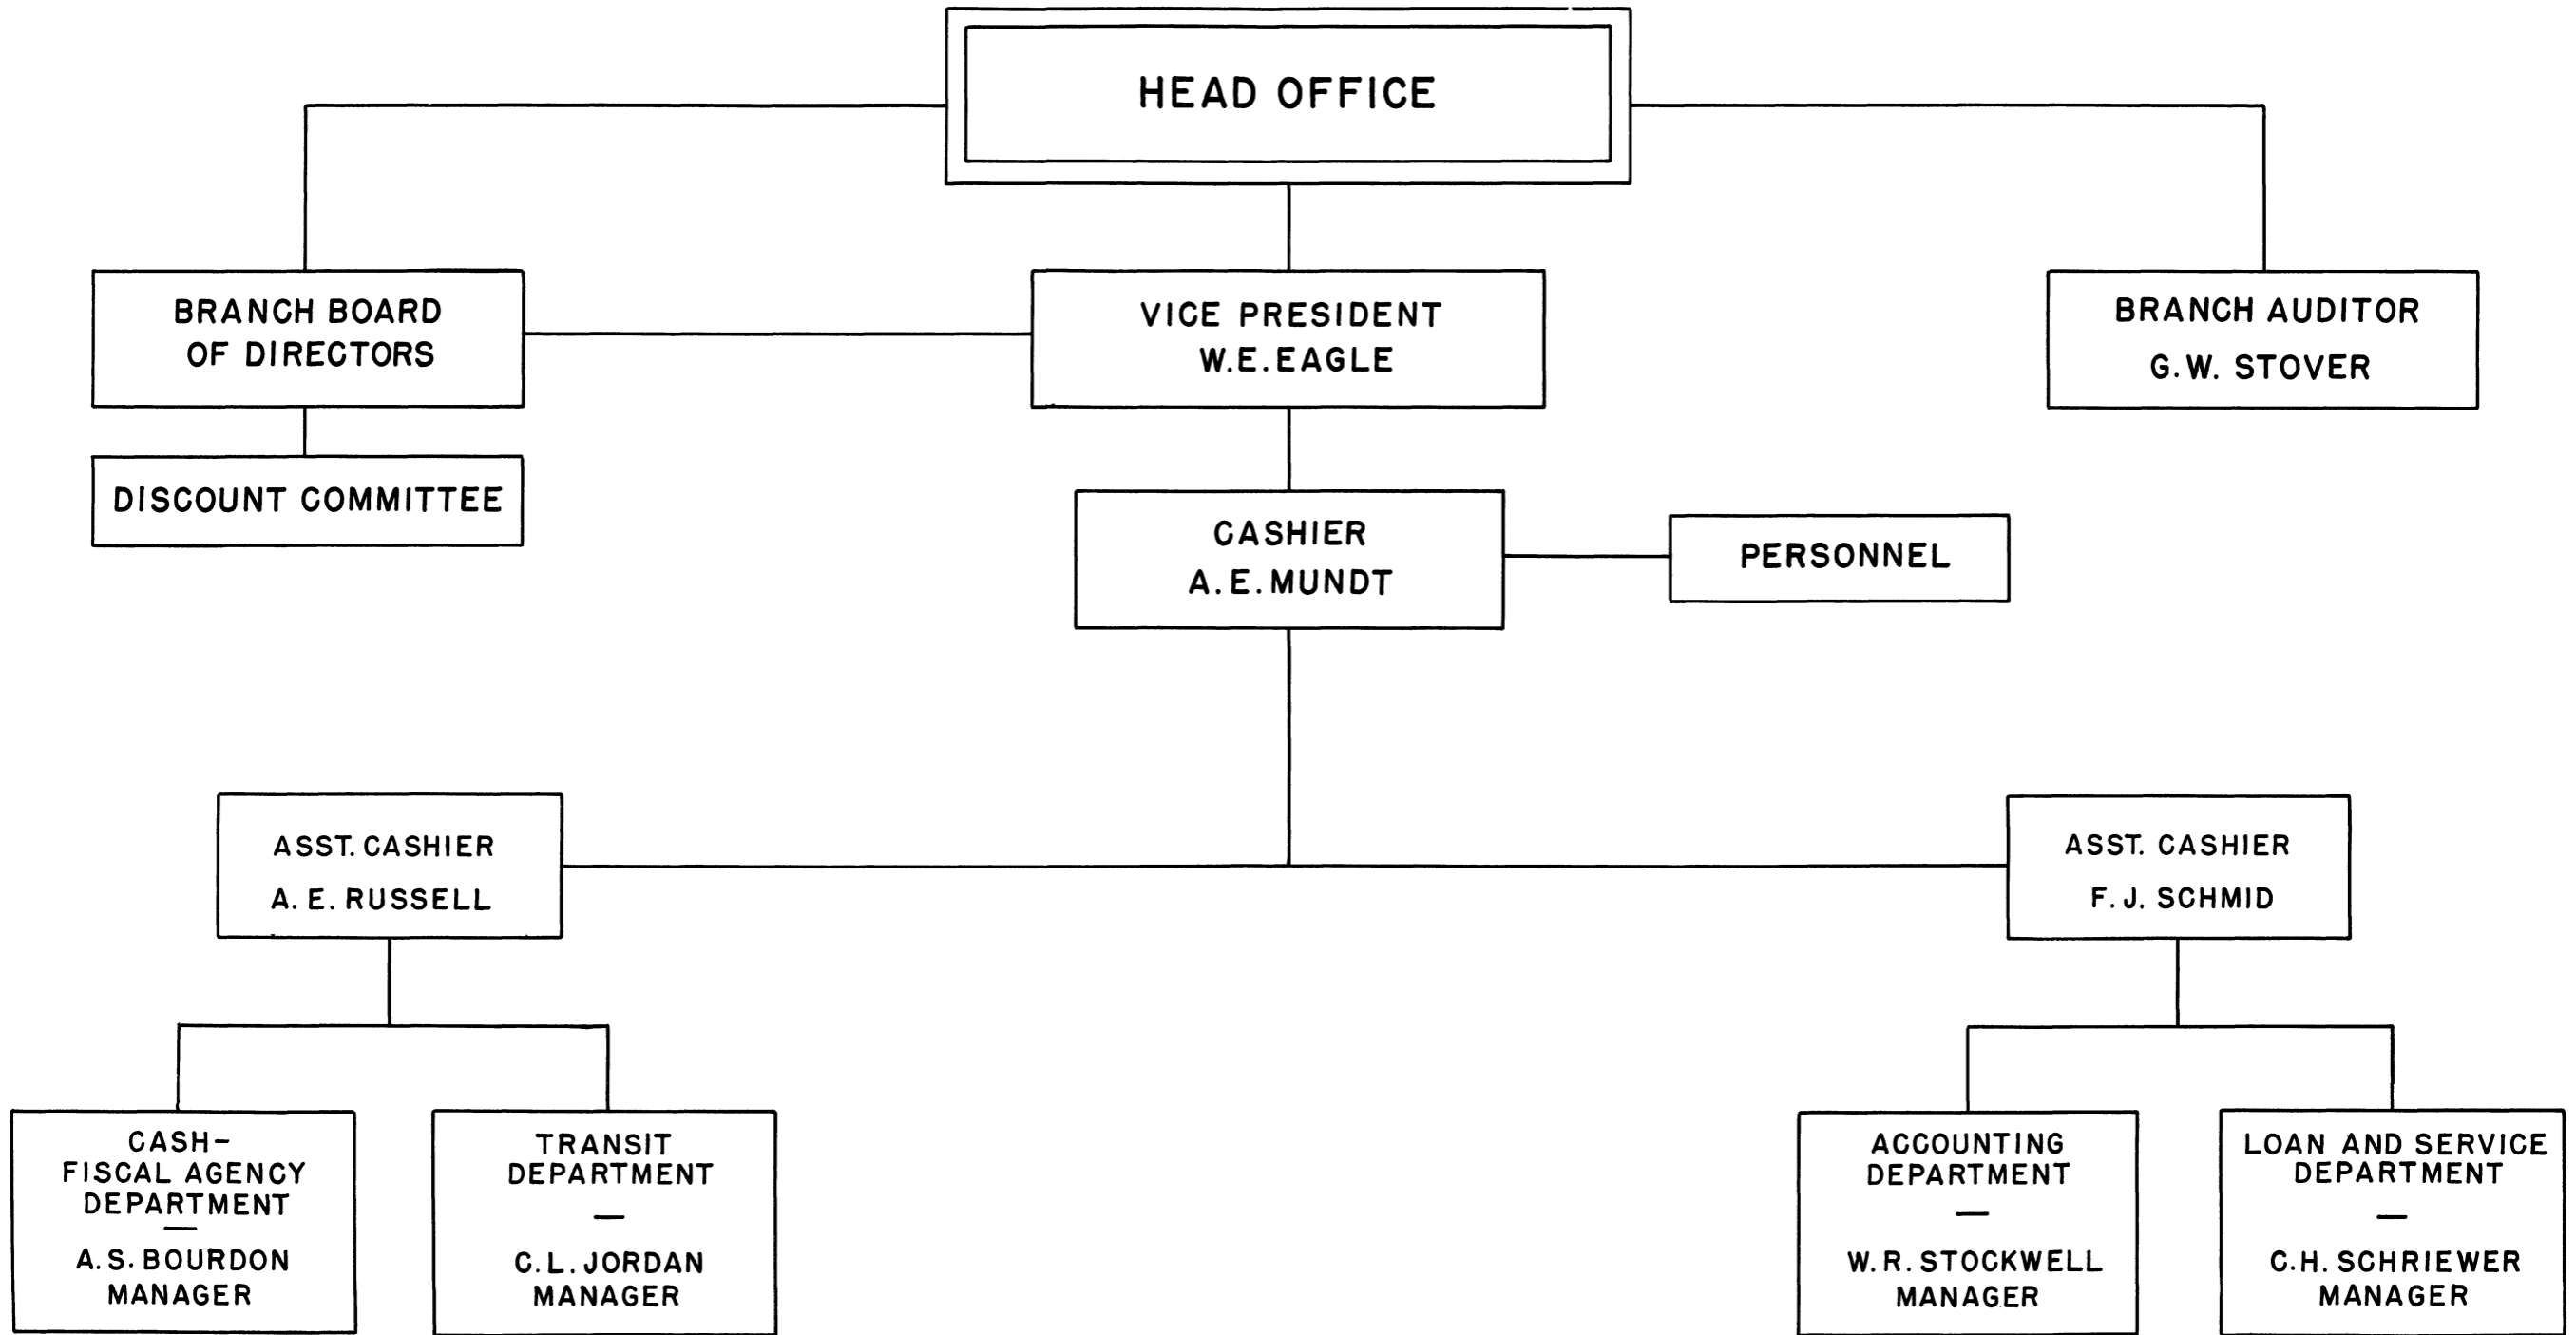 HEAD OFFICE
BRANCH BOARD
OF DIRECTORS
VICE PRESIDENT
W.E.EAGLE
BRANCH AUDITOR
G.W. STOVER
DISCOUNT COMMITTEE
CASHIER
A.E.MUNDT
PERSONNEL
ASST. CASHIER
A.E.RUSSELL
ASST. CASHIER
F.J. SCHMID
CASH-
FISCAL AGENCY
DEPARTMENT
—
A.S.BOURDON
MANAGER
TRANSIT
DEPARTMENT
—
C.L.JORDAN
MANAGER
ACCOUNTING
DEPARTMENT
—
W.R.STOCKWELL
MANAGER
LOAN AND SERVICE
DEPARTMENT
—
C.H. SCHRIEWER
MANAGER